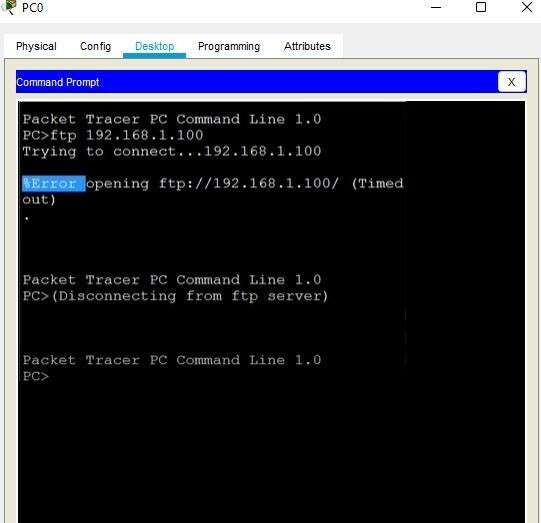 PC0
Physical Config Desktop Programming Attributes
Command Prompt X
Packet Tracer PC Command Line 1.0
PC>ftp 192.168.1.100
Trying to connect...192.168.1.100
%Error opening ftp://192.168.1.100/ (Timed
out)
.
Packet Tracer PC Command Line 1.0
PC>(Disconnecting from ftp server)
Packet Tracer PC Command Line 1.0
PC>